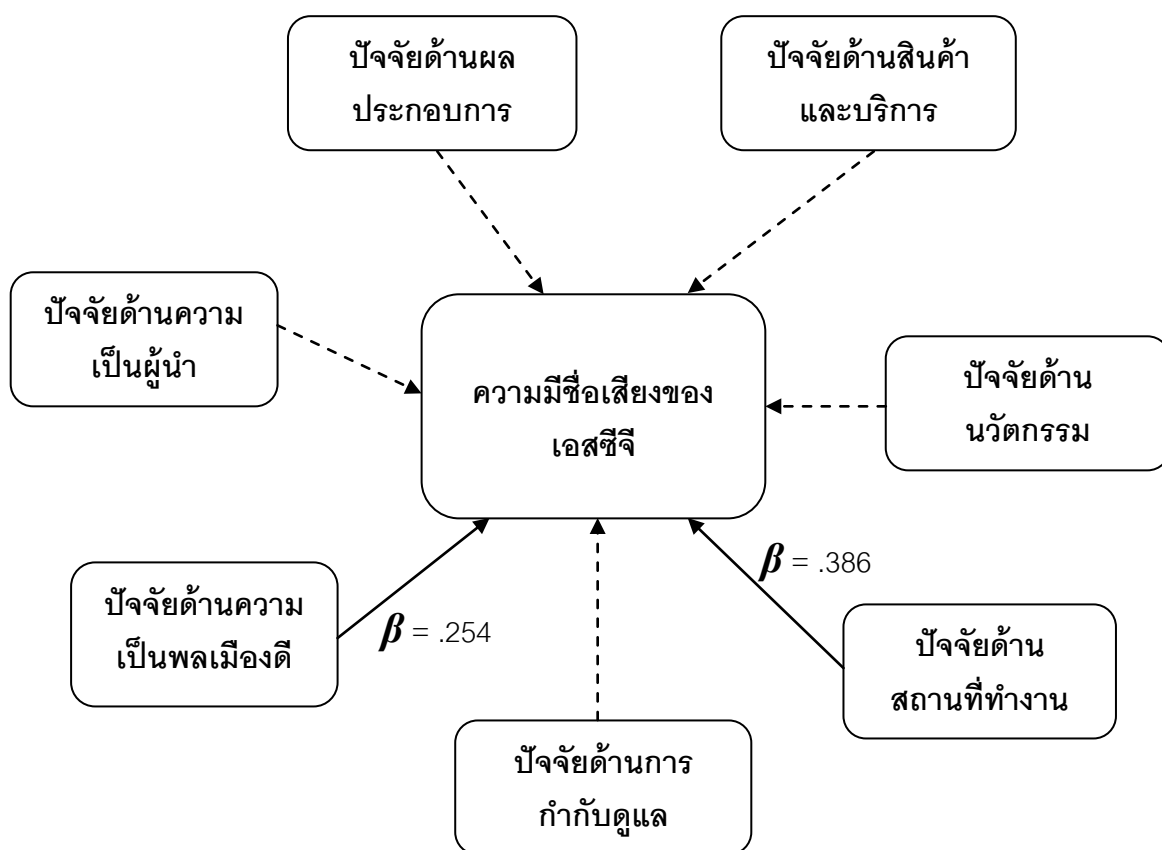 ปัจจัยด้านผล
ประกอบการ
ปัจจัยด้านสินค้า
และบริการ
ปัจจัยด้านความ
เป็นผู้นำ
ความมีชื่อเสียงของ
เอสซีจี
ปัจจัยด้าน
นวัตกรรม
ปัจจัยด้านความ
เป็นพลเมืองดี
β = .254
β = .386
ปัจจัยด้าน
สถานที่ทำงาน
ปัจจัยด้านการ
กำกับดูแล